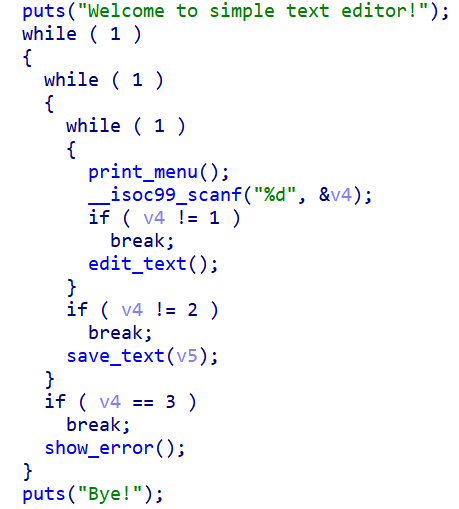 puts("Welcome to simple text editor!");
while ( 1 )
{
  while ( 1 )
  {
    while ( 1 )
    {
      print_menu();
      __isoc99_scanf("%d", &v4);
      if ( v4 != 1 )
        break;
      edit_text();
    }
    if ( v4 != 2 )
      break;
    save_text(v5);
  }
  if ( v4 == 3 )
    break;
  show_error();
}
puts("Bye!");